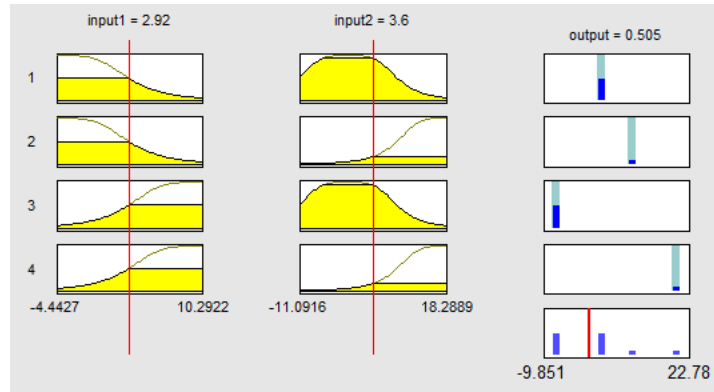 input1 = 2.92 input2 = 3.6 output = 0.505
1
2
3
4
-4.4427 10.2922 -11.0916 18.2889
-9.851 22.78